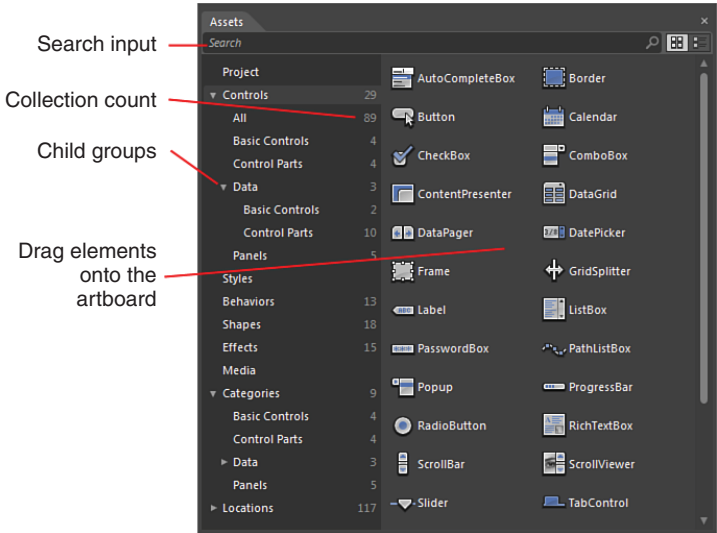 Assets
Search input
Search
Collection count
Child groups
Drag elements
onto the
artboard
Project
Controls 29
All 89
Basic Controls 4
Control Parts 4
Data 3
Basic Controls 2
Control Parts 10
Panels 5
Styles
Behaviors 13
Shapes 18
Effects 15
Media
Categories 9
Basic Controls 4
Control Parts 4
Data 3
Panels 5
Locations 117
AutoCompleteBox Border
Button Calendar
CheckBox ComboBox
ContentPresenter DataGrid
DataPager DatePicker
Frame GridSplitter
Label ListBox
PasswordBox PathListBox
Popup ProgressBar
RadioButton RichTextBox
ScrollBar ScrollViewer
Slider TabControl